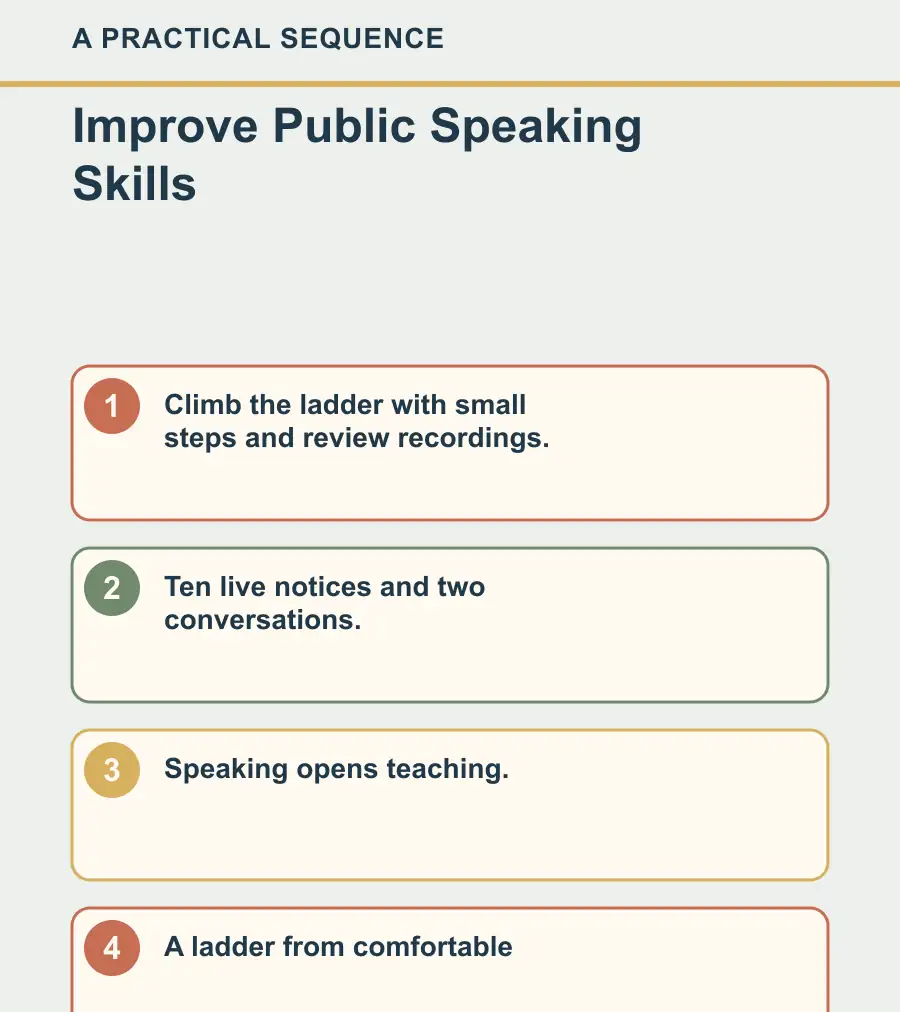 A PRACTICAL SEQUENCE
Improve Public Speaking
Skills
1
Climb the ladder with small
steps and review recordings.
2
Ten live notices and two
conversations.
3
Speaking opens teaching.
4
A ladder from comfortable